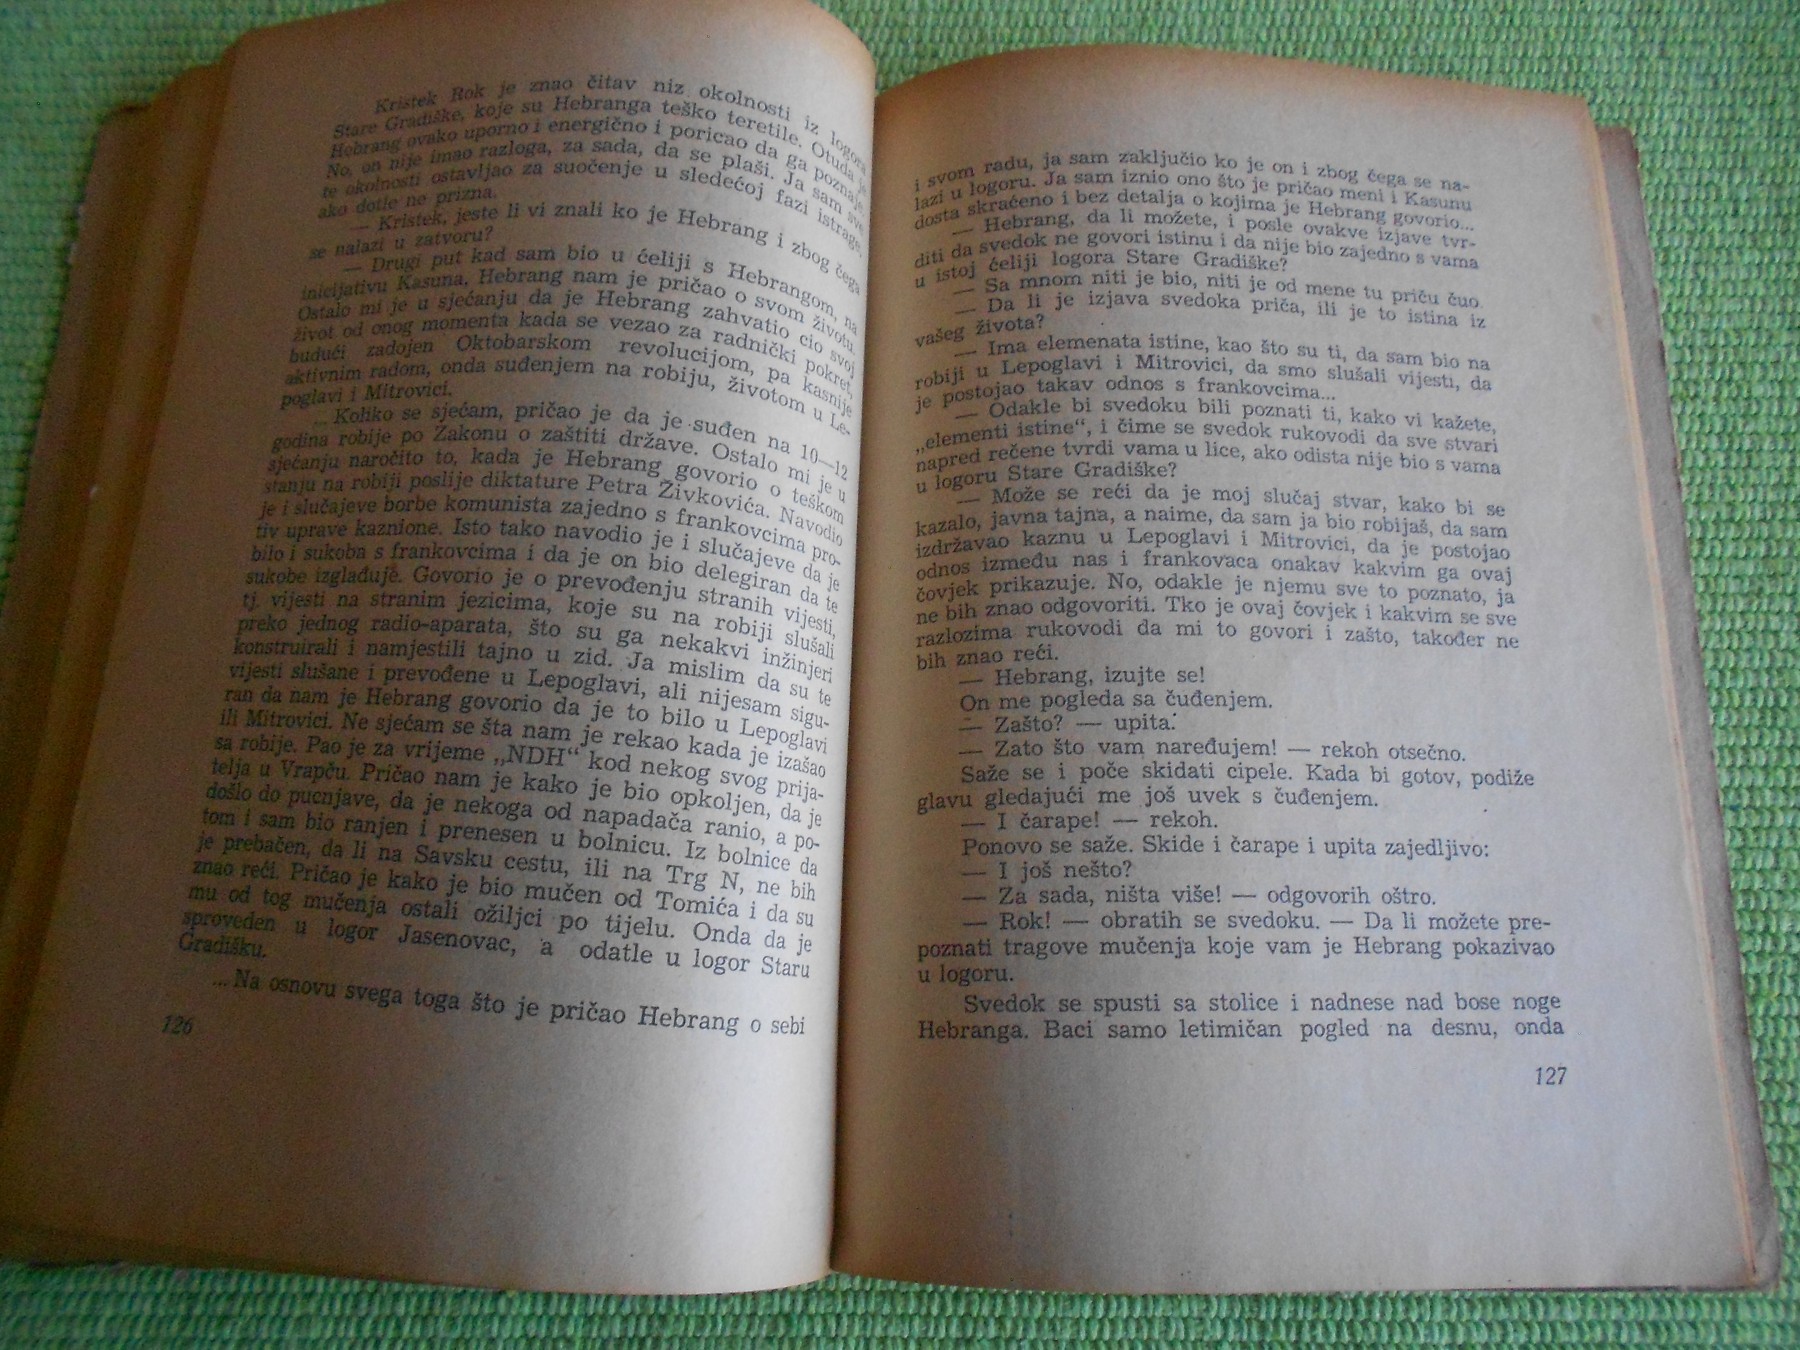 Kristek Rok je znao čitav niz okolnosti iz logora
Stare Gradiške, koje su Hebranga teško teretile. Otuda je
Hebrang ovako uporno i energično i poricao da ga poznaje.
No, on nije imao razloga, za sada, da se plaši. Ja sam sve
te okolnosti ostavljao za suočenje u sledećoj fazi istrage,
ako dotle ne prizna.
— Kristek, jeste li vi znali ko je Hebrang i zbog čega
se nalazi u zatvoru?
— Drugi put kad sam bio u ćeliji s Hebrangom, na
inicijativu Kasuna, Hebrang nam je pričao o svom životu.
Ostalo mi je u sjećanju da je Hebrang zahvatio cio svoj
život od onog momenta kada se vezao za radnički pokret,
budući zadojen Oktobarskom revolucijom, pa kasnije
aktivnim radom, onda suđenjem na robiju, životom u Le-
poglavi i Mitrovici.
... Koliko se sjećam, pričao je da je suđen na 10—12
godina robije po Zakonu o zaštiti države. Ostalo mi je u
sjećanju naročito to, kada je Hebrang govorio o teškom
stanju na robiji poslije diktature Petra Živkovića. Navodio
je i slučajeve borbe komunista zajedno s frankovcima pro-
tiv uprave kaznione. Isto tako navodio je i slučajeve da je
bilo i sukoba s frankovcima i da je on bio delegiran da te
sukobe izglađuje. Govorio je o prevođenju stranih vijesti,
tj. vijesti na stranim jezicima, koje su na robiji slušali
preko jednog radio-aparata, što su ga nekakvi inžinjeri
konstruirali i namjestili tajno u zid. Ja mislim da su te
vijesti slušane i prevođene u Lepoglavi, ali nijesam sigu-
ran da nam je Hebrang govorio da je to bilo u Lepoglavi
ili Mitrovici. Ne sjećam se šta nam je rekao kada je izašao
sa robije. Pao je za vrijeme „NDH“ kod nekog svog prija-
telja u Vrapču. Pričao nam je kako je bio opkoljen, da je
došlo do pucnjave, da je nekoga od napadača ranio, a po-
tom i sam bio ranjen i prenesen u bolnicu. Iz bolnice da
je prebačen, da li na Savsku cestu, ili na Trg N, ne bih
znao reći. Pričao je kako je bio mučen od Tomića i da su
mu od tog mučenja ostali ožiljci po tijelu. Onda da je
sproveden u logor Jasenovac, a odatle u logor Staru
Gradišku.
... Na osnovu svega toga što je pričao Hebrang o sebi
126
i svom radu, ja sam zaključio ko je on i zbog čega se na-
lazi u logoru. Ja sam iznio ono što je pričao meni i Kasunu
dosta skraćeno i bez detalja o kojima je Hebrang govorio...
— Hebrang, da li možete, i posle ovakve izjave tvr-
diti da svedok ne govori istinu i da nije bio zajedno s vama
u istoj ćeliji logora Stare Gradiške?
— Sa mnom niti je bio, niti je od mene tu priču čuo.
— Da li je izjava svedoka priča, ili je to istina iz
vašeg života?
— Ima elemenata istine, kao što su ti, da sam bio na
robiji u Lepoglavi i Mitrovici, da smo slušali vijesti, da
je postojao takav odnos s frankovcima...
— Odakle bi svedoku bili poznati ti, kako vi kažete,
„elementi istine“, i čime se svedok rukovodi da sve stvari
napred rečene tvrdi vama u lice, ako odista nije bio s vama
u logoru Stare Gradiške?
— Može se reći da je moj slučaj stvar, kako bi se
kazalo, javna tajna, a naime, da sam ja bio robijaš, da sam
izdržavao kaznu u Lepoglavi i Mitrovici, da je postojao
odnos između nas i frankovaca onakav kakvim ga ovaj
čovjek prikazuje. No, odakle je njemu sve to poznato, ja
ne bih znao odgovoriti. Tko je ovaj čovjek i kakvim se sve
razlozima rukovodi da mi to govori i zašto, također ne
bih znao reći.
— Hebrang, izujte se!
On me pogleda sa čuđenjem.
— Zašto? — upita.
— Zato što vam naređujem! — rekoh otsečno.
Saže se i poče skidati cipele. Kada bi gotov, podiže
glavu gledajući me još uvek s čuđenjem.
— I čarape! — rekoh.
Ponovo se saže. Skide i čarape i upita zajedljivo:
— I još nešto?
— Za sada, ništa više! — odgovorih oštro.
— Rok! — obratih se svedoku. — Da li možete pre-
poznati tragove mučenja koje vam je Hebrang pokazivao
u logoru.
Svedok se spusti sa stolice i nadnese nad bose noge
Hebranga. Baci samo letimičan pogled na desnu, onda
127